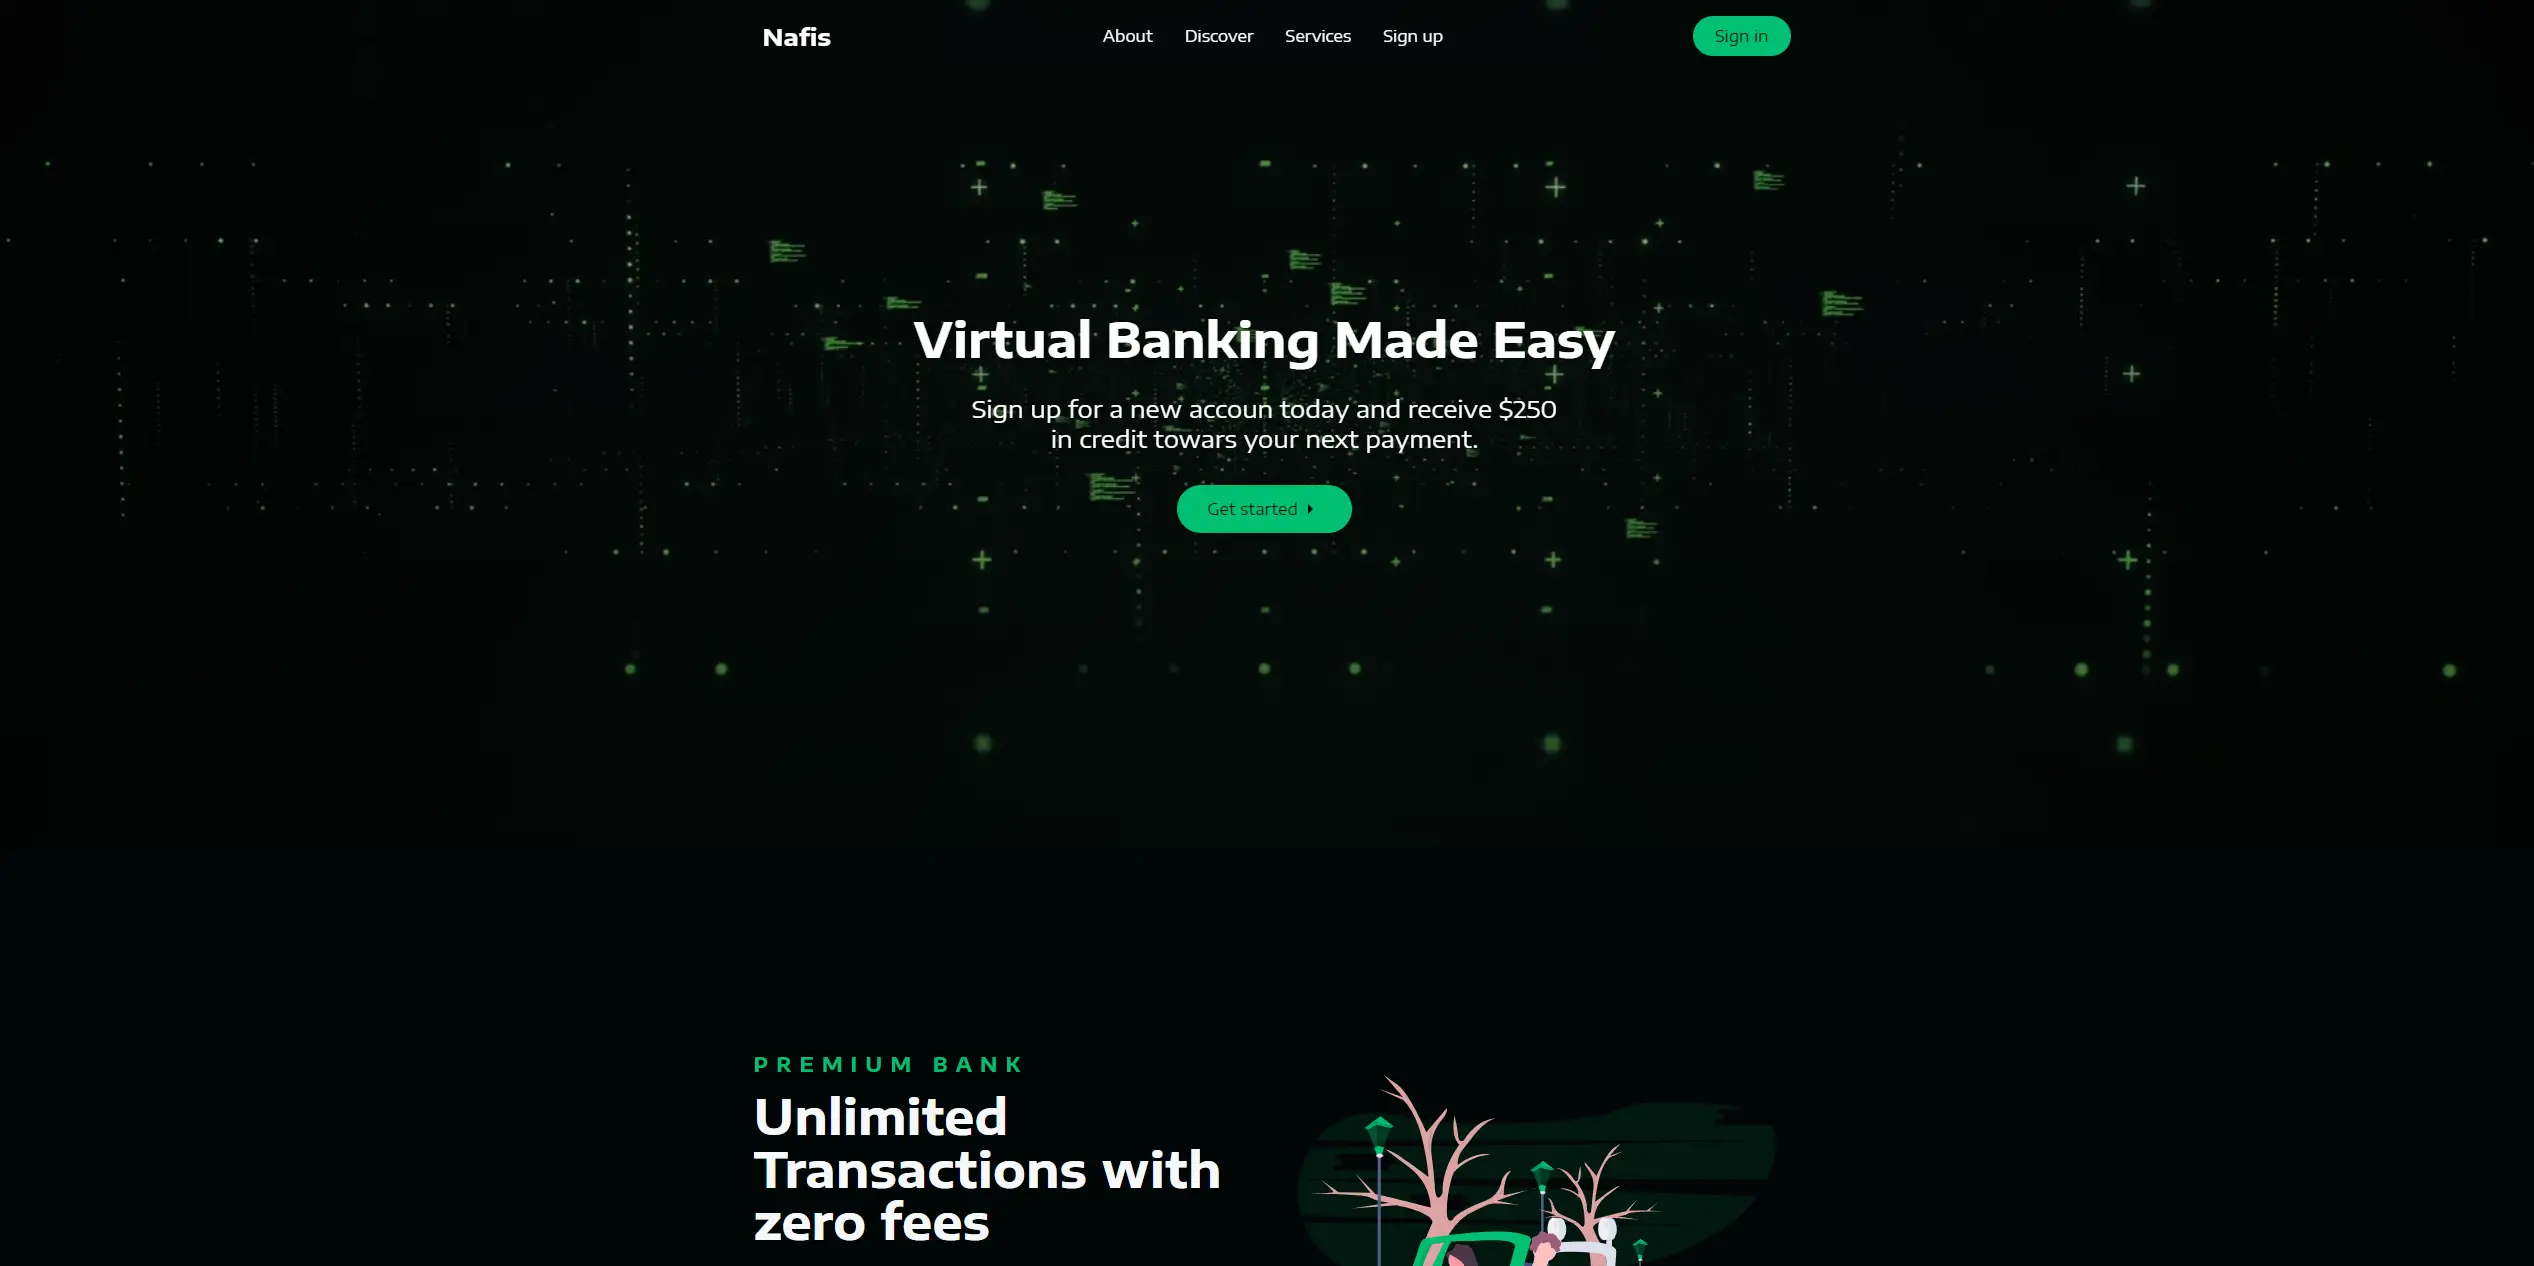 Nafis
About
Discover
Services
Sign up
Sign in
Virtual Banking Made Easy
Sign up for a new accoun today and receive $250
in credit towars your next payment.
Get started
PREMIUM BANK
Unlimited
Transactions with
zero fees